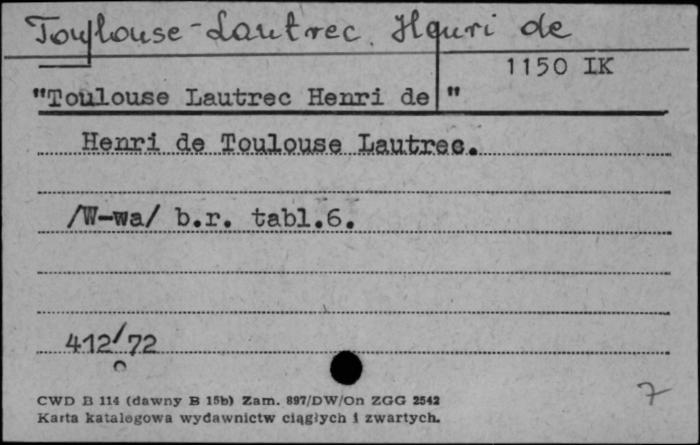 Toulouse-Lautrec, Henri de
1150 IK
"Toulouse Lautrec Henri de "
Henri de Toulouse Lautrec.
/W-wa/ b.r. tabl.6.
412/72
7
CWD B 114 (dawny B 15b) Zam. 897/DW/On ZGG 2542
Karta katalogowa wydawnictw ciągłych i zwartych.